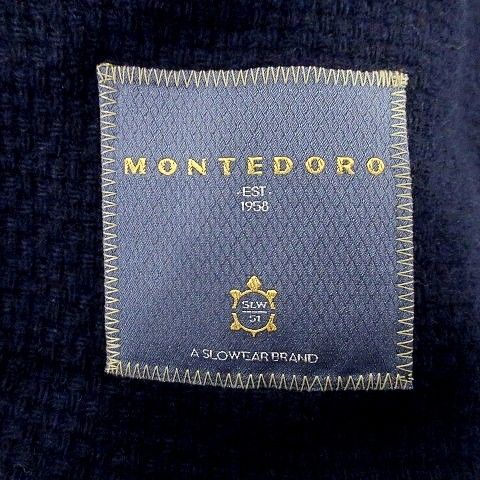 MONTEDORO
-EST-
1958
SLW
51
A SLOWEAR BRAND